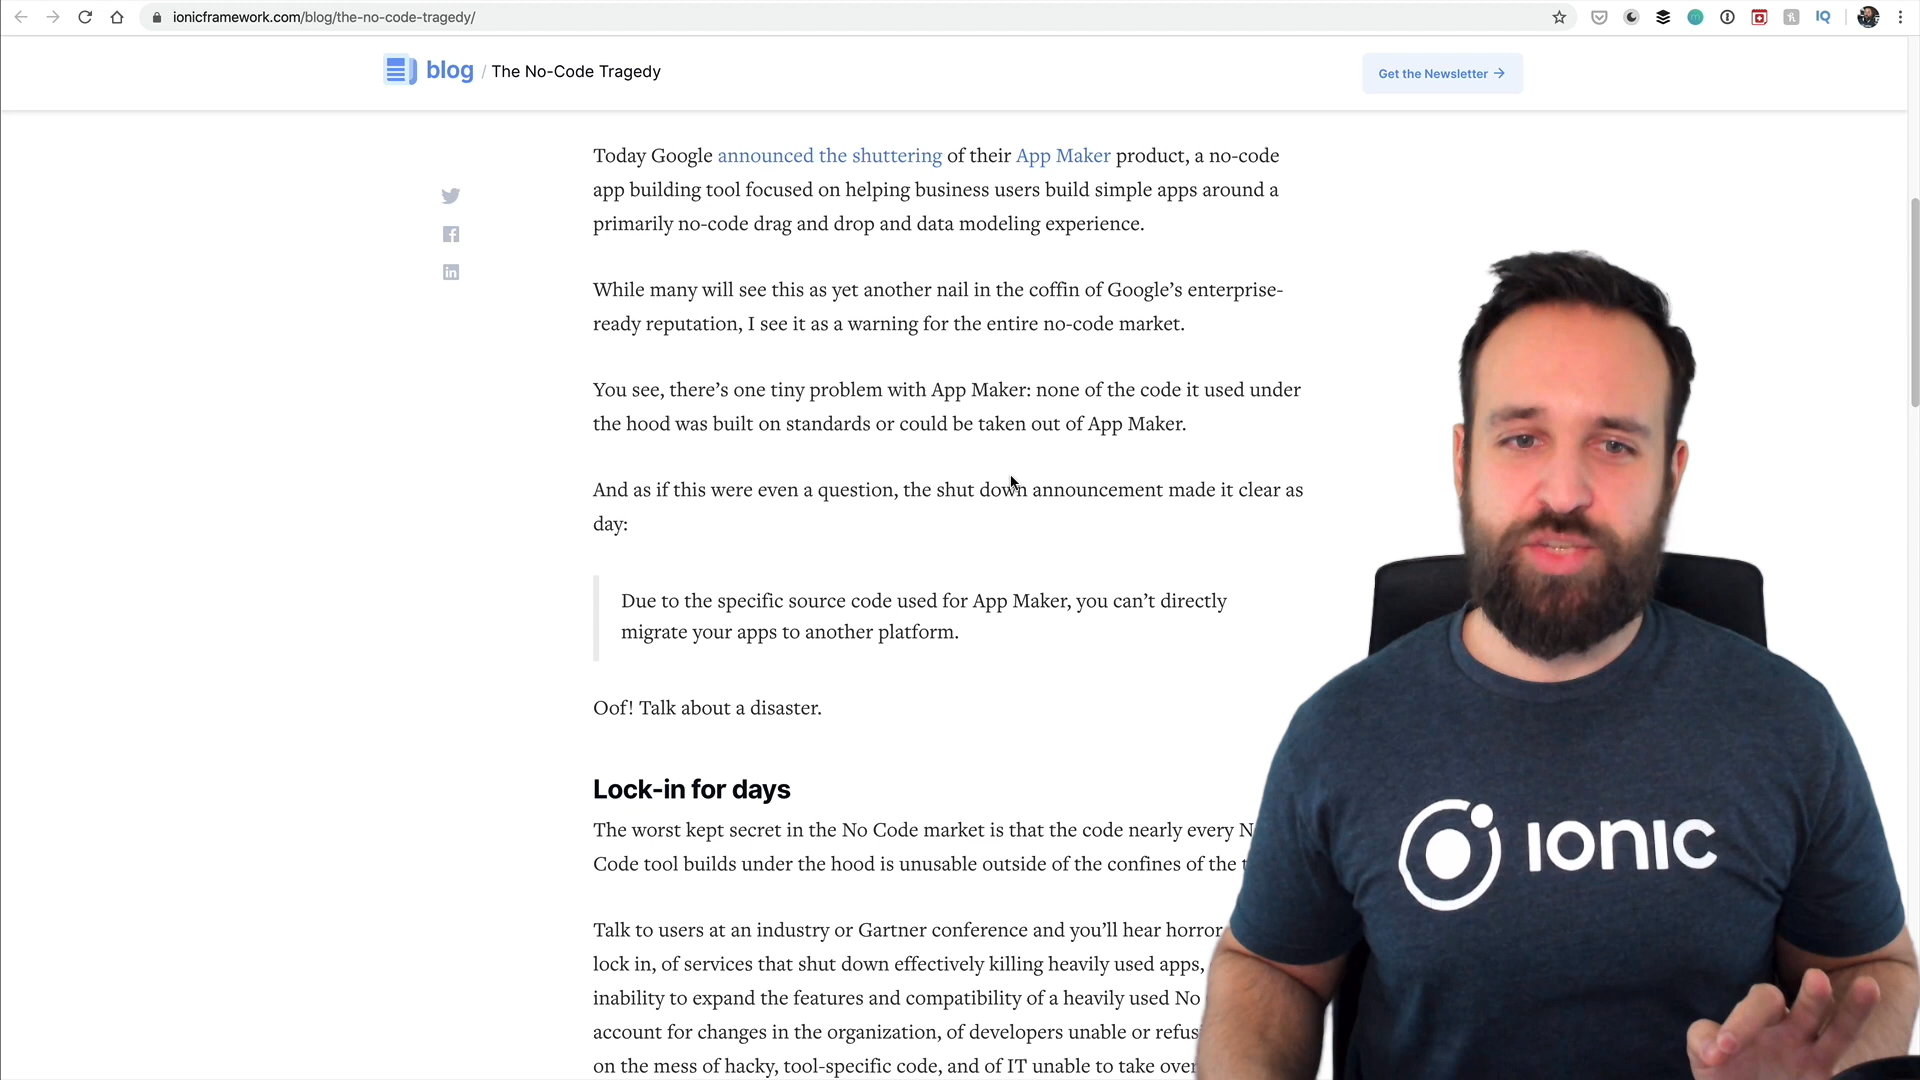 ionicframework.com/blog/the-no-code-tragedy/
IQ
blog / The No-Code Tragedy
Get the Newsletter →
Today Google announced the shuttering of their App Maker product, a no-code
app building tool focused on helping business users build simple apps around a
primarily no-code drag and drop and data modeling experience.
While many will see this as yet another nail in the coffin of Google’s enterprise-
ready reputation, I see it as a warning for the entire no-code market.
You see, there’s one tiny problem with App Maker: none of the code it used under
the hood was built on standards or could be taken out of App Maker.
And as if this were even a question, the shut down announcement made it clear as
day:
Due to the specific source code used for App Maker, you can’t directly
migrate your apps to another platform.
Oof! Talk about a disaster.
Lock-in for days
The worst kept secret in the No Code market is that the code nearly every N
Code tool builds under the hood is unusable outside of the confines of the t
Talk to users at an industry or Gartner conference and you’ll hear horror
lock in, of services that shut down effectively killing heavily used apps,
inability to expand the features and compatibility of a heavily used No
account for changes in the organization, of developers unable or refus
on the mess of hacky, tool-specific code, and of IT unable to take over
IONIC